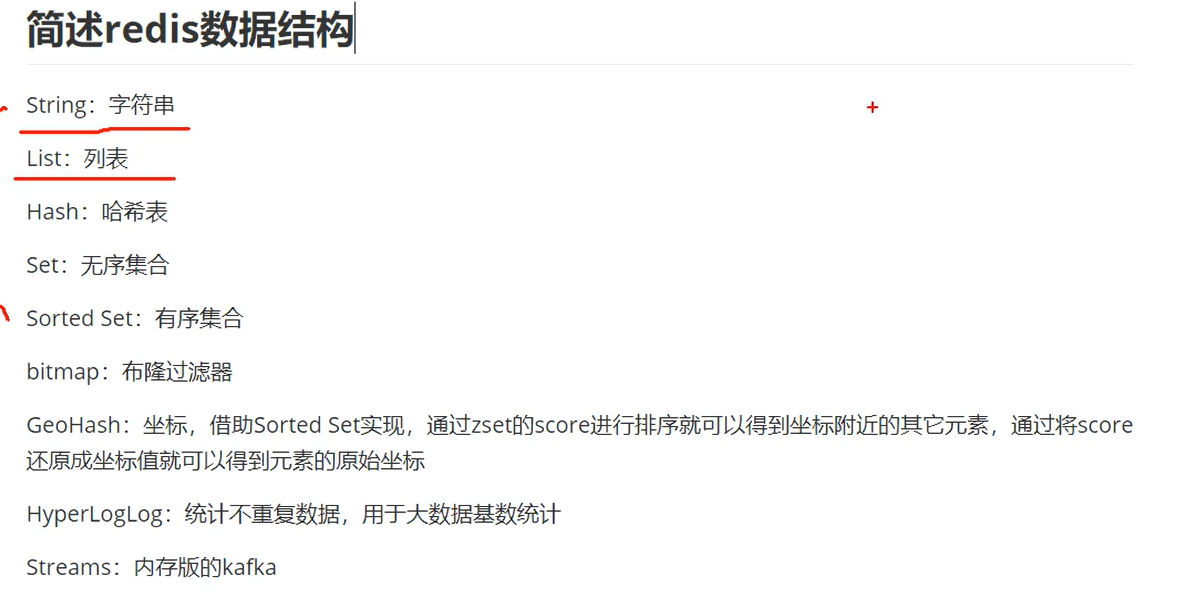 简述redis数据结构
String：字符串
List：列表
Hash：哈希表
Set：无序集合
Sorted Set：有序集合
bitmap：布隆过滤器
GeoHash：坐标，借助Sorted Set实现，通过zset的score进行排序就可以得到坐标附近的其它元素，通过将score
还原成坐标值就可以得到元素的原始坐标
HyperLogLog：统计不重复数据，用于大数据基数统计
Streams：内存版的kafka